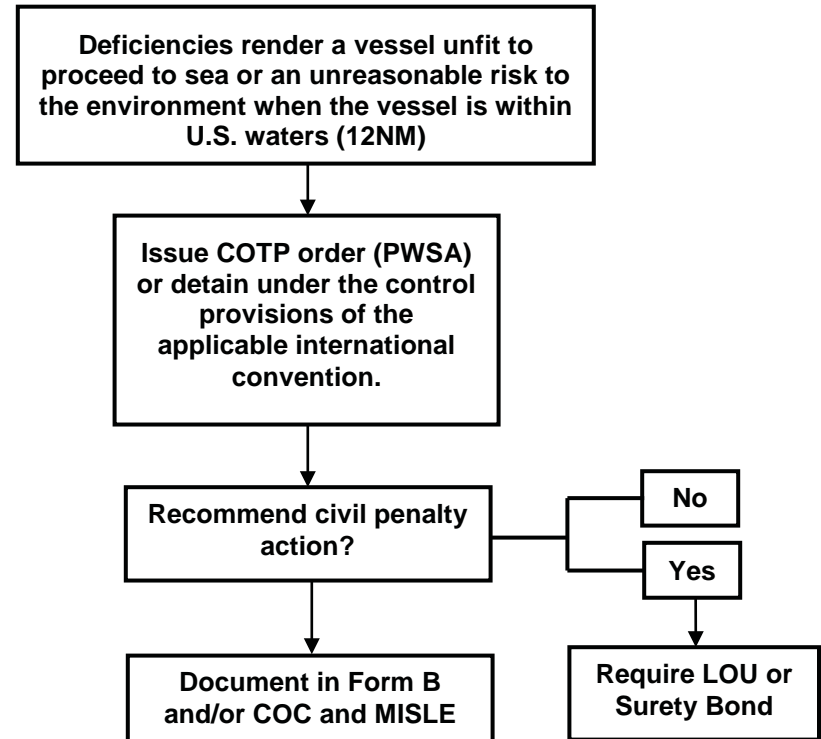 Deficiencies render a vessel unfit to
proceed to sea or an unreasonable risk to
the environment when the vessel is within
U.S. waters (12NM)
Issue COTP order (PWSA)
or detain under the control
provisions of the
applicable international
convention.
Recommend civil penalty
action?
No
Yes
Document in Form B
and/or COC and MISLE
Require LOU or
Surety Bond